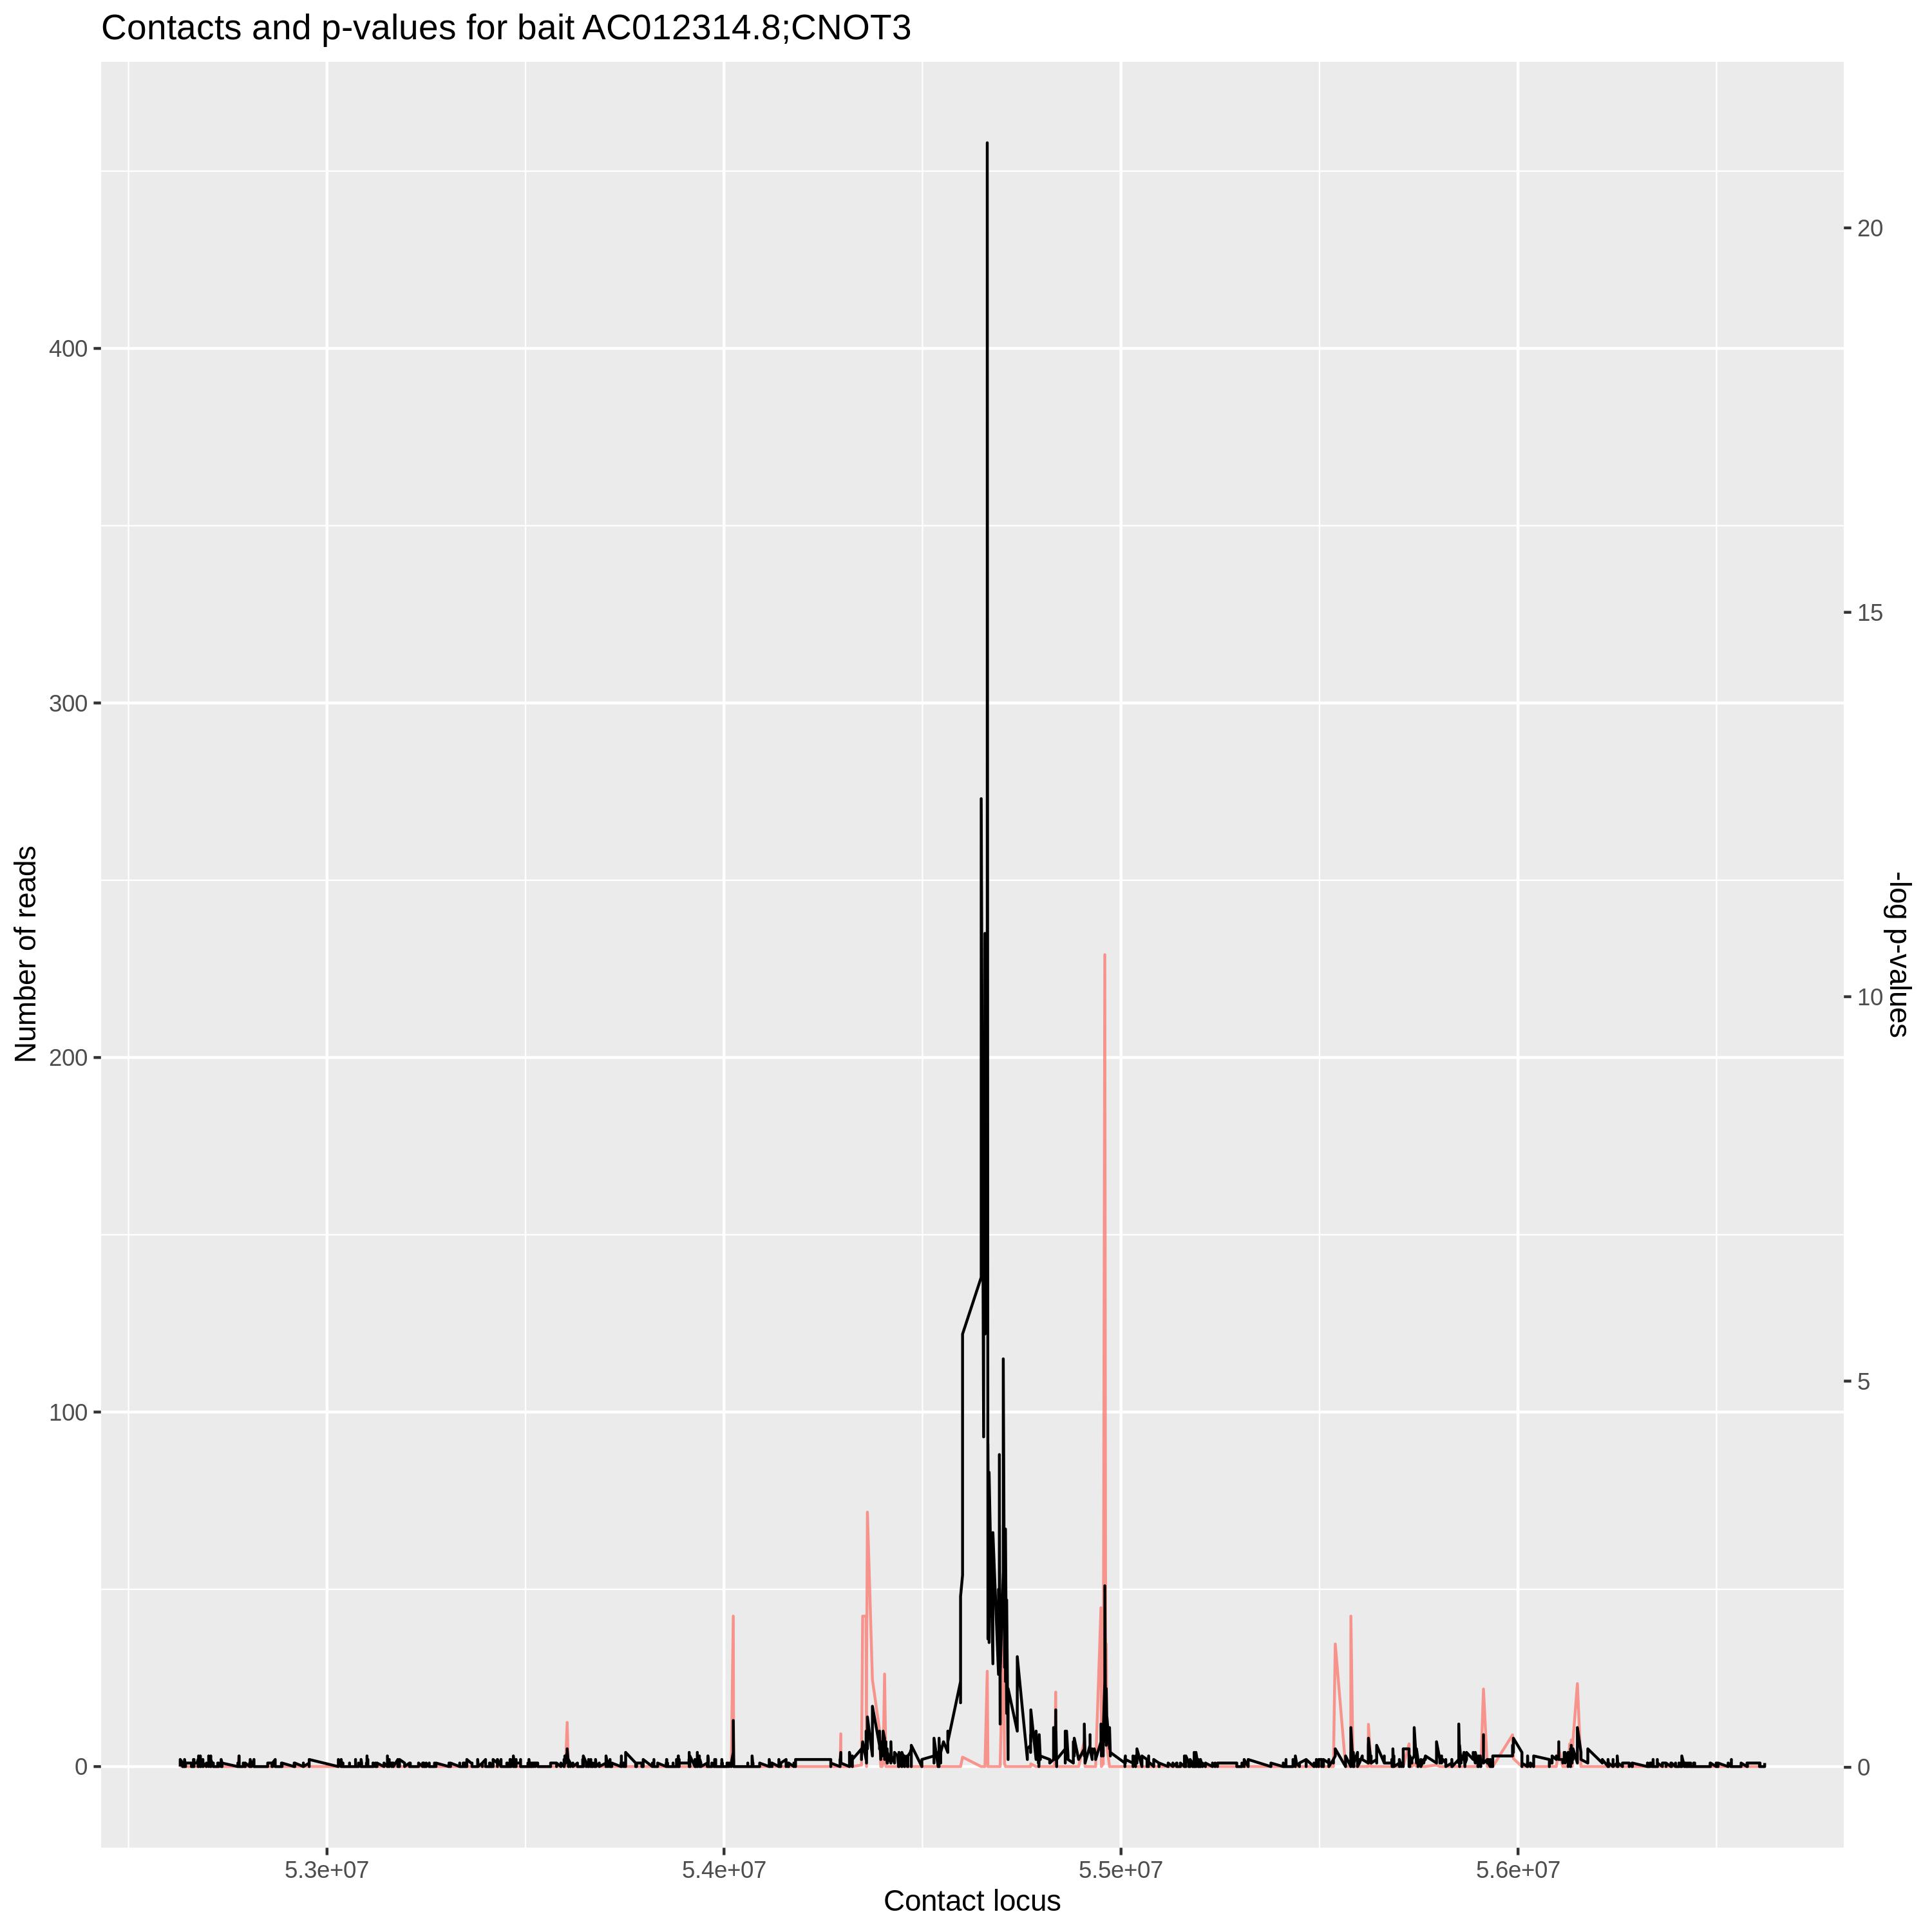 Contacts and p-values for bait AC012314.8;CNOT3
Number of reads
400
300
200
100
0
20
15
10
5
0
-log p-values
5.3e+07
5.4e+07
5.5e+07
5.6e+07
Contact locus